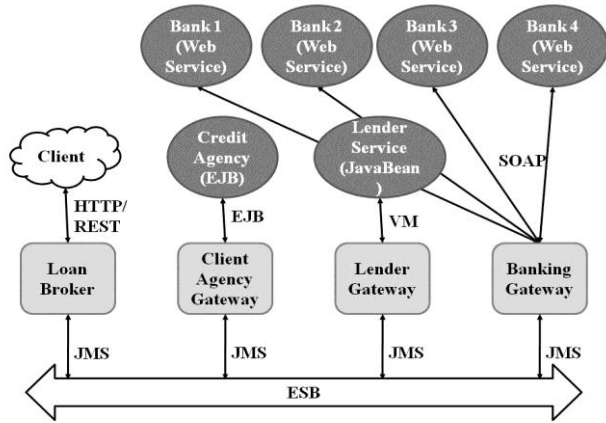 Bank 1
(Web
Service)
Bank 2
(Web
Service)
Bank 3
(Web
Service)
Bank 4
(Web
Service)
Client
Credit
Agency
(EJB)
Lender
Service
(JavaBean
)
SOAP
HTTP/
REST
EJB
VM
Loan
Broker
Client
Agency
Gateway
Lender
Gateway
Banking
Gateway
JMS
JMS
JMS
JMS
ESB